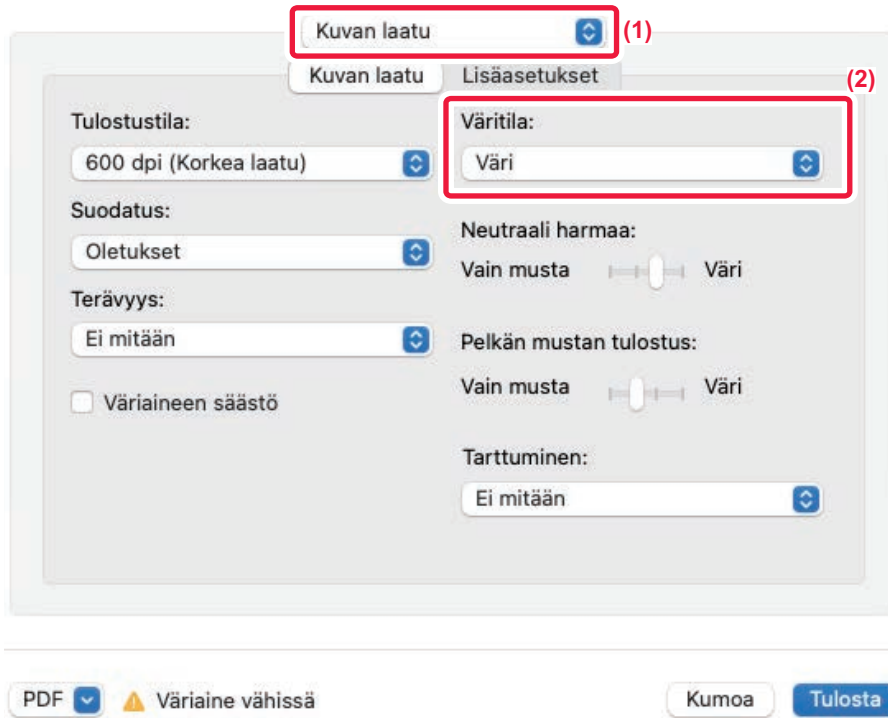 Kuvan laatu (1)
Kuvan laatu Lisäasetukset
(2)
Tulostustila:
600 dpi (Korkea laatu)
Suodatus:
Oletukset
Terävyys:
Ei mitään
Väriaineen säästö
Väritila:
Väri
Neutraali harmaa:
Vain musta Väri
Pelkän mustan tulostus:
Vain musta Väri
Tarttuminen:
Ei mitään
PDF Väriaine vähissä Kumoa Tulosta